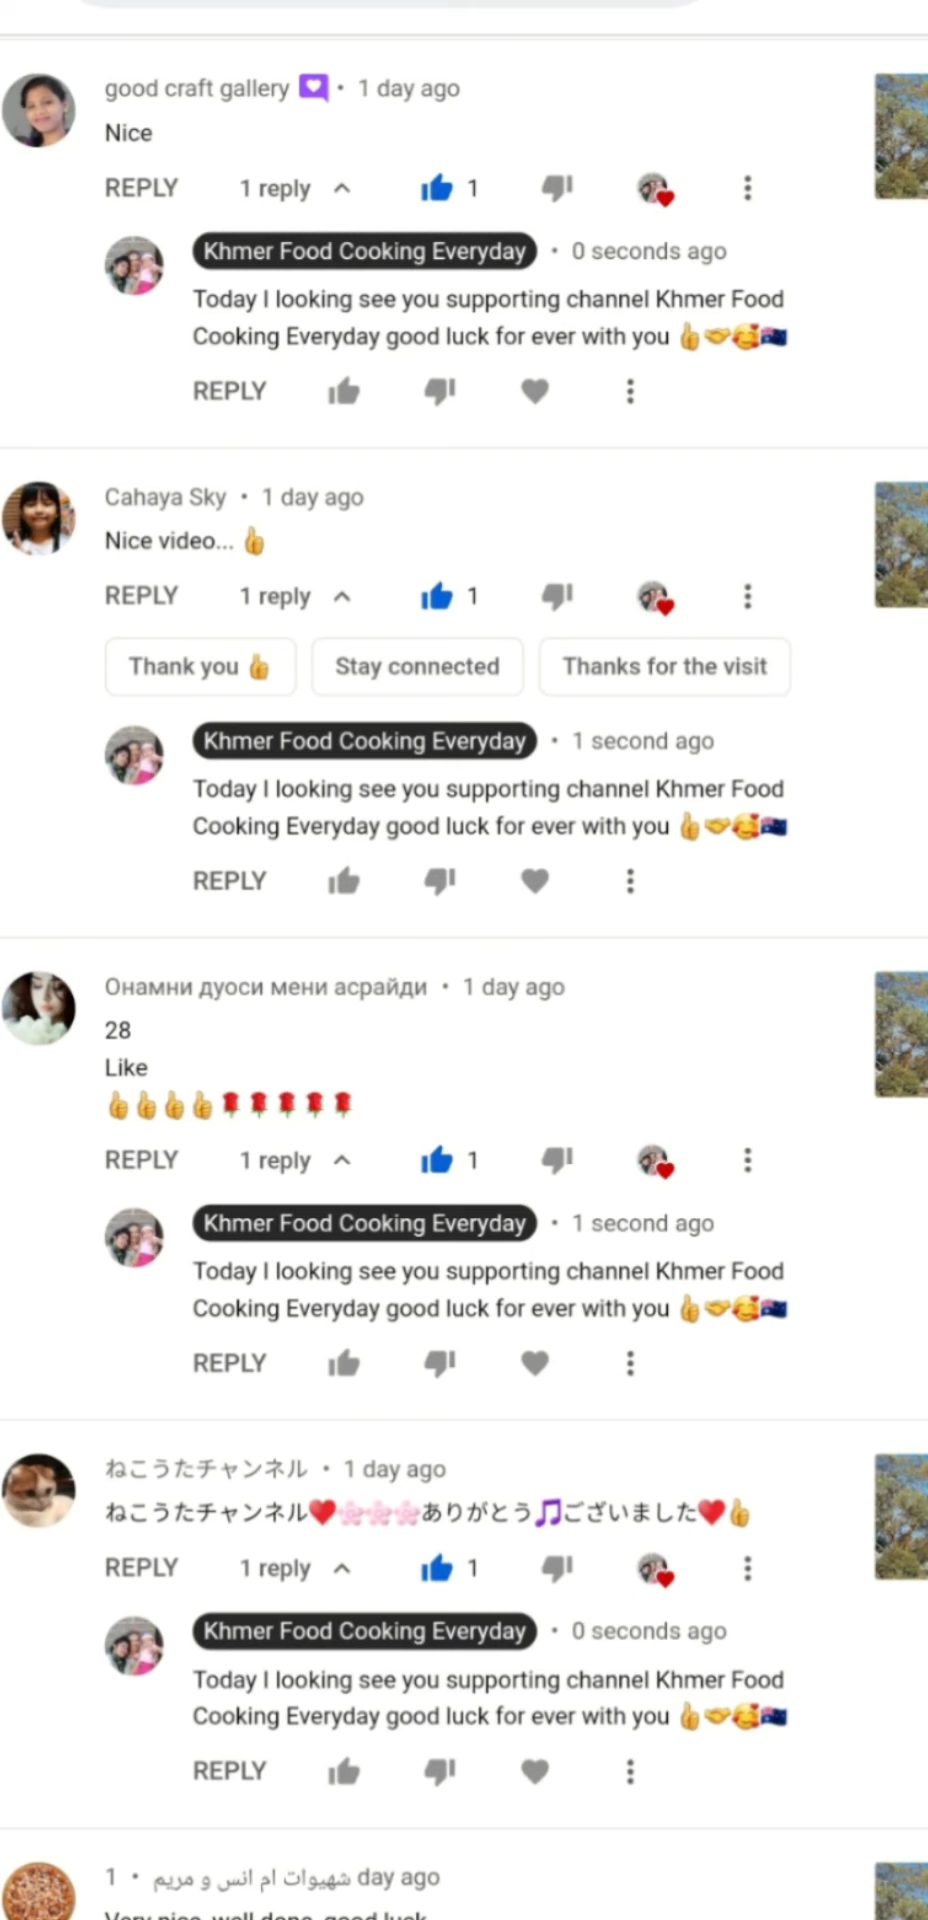 good craft gallery · 1 day ago
Nice
REPLY 1 reply 1
Khmer Food Cooking Everyday · 0 seconds ago
Today I looking see you supporting channel Khmer Food
Cooking Everyday good luck for ever with you 👍🤝🥰🇦🇺
REPLY
Cahaya Sky · 1 day ago
Nice video... 👍
REPLY 1 reply 1
Thank you 👍 Stay connected Thanks for the visit
Khmer Food Cooking Everyday · 1 second ago
Today I looking see you supporting channel Khmer Food
Cooking Everyday good luck for ever with you 👍🤝🥰🇦🇺
REPLY
Онамни дуоси мени асрайди · 1 day ago
28
Like
👍👍👍👍🌹🌹🌹🌹🌹
REPLY 1 reply 1
Khmer Food Cooking Everyday · 1 second ago
Today I looking see you supporting channel Khmer Food
Cooking Everyday good luck for ever with you 👍🤝🥰🇦🇺
REPLY
ねこうたチャンネル · 1 day ago
ねこうたチャンネル❤️🌸🌸🌸ありがとう🎵ございました❤️👍
REPLY 1 reply 1
Khmer Food Cooking Everyday · 0 seconds ago
Today I looking see you supporting channel Khmer Food
Cooking Everyday good luck for ever with you 👍🤝🥰🇦🇺
REPLY
شهيوات ام انس و مريم · 1 day ago
Very nice, well done, good luck